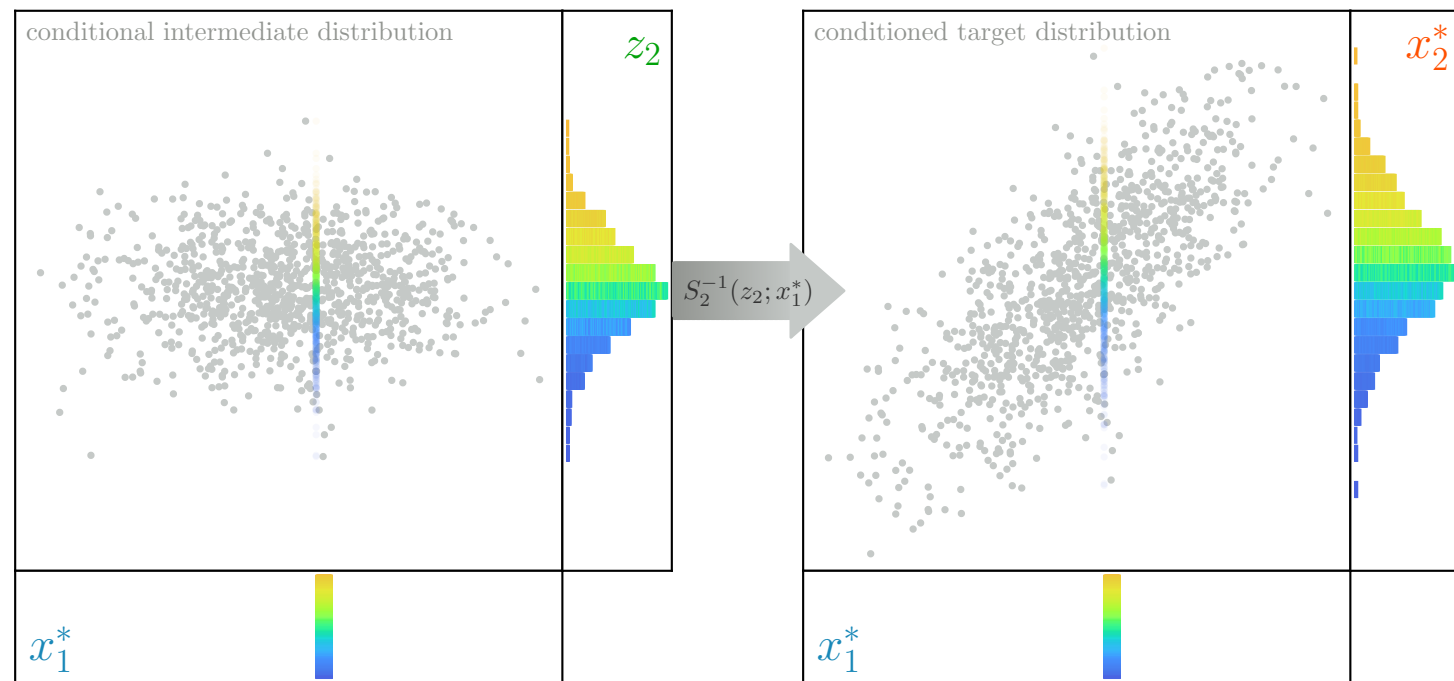 conditional intermediate distribution
z₂
x₁*
S₂⁻¹(z₂; x₁*)
conditioned target distribution
x₂*
x₁*